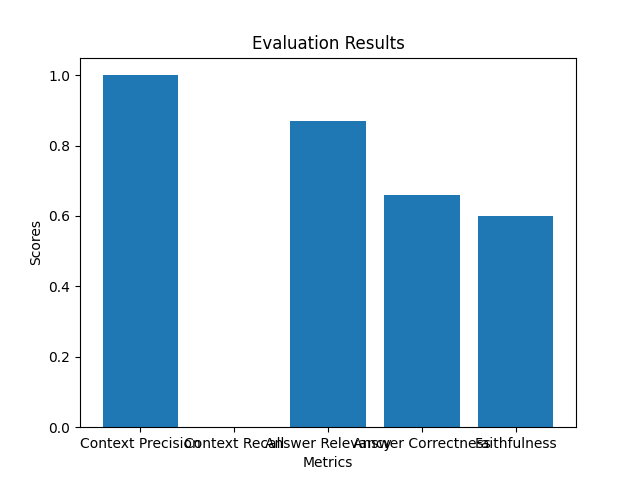 Evaluation Results
Scores
1.0
0.8
0.6
0.4
0.2
0.0
Context Precision Context Recall Answer Relevancy Answer Correctness Faithfulness
Metrics